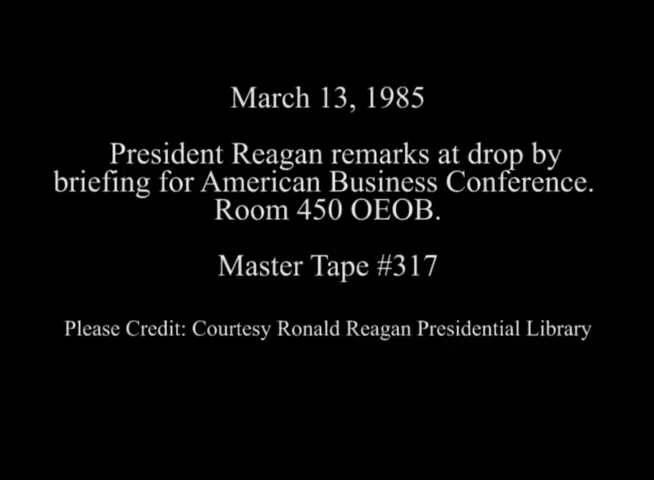 March 13, 1985
President Reagan remarks at drop by
briefing for American Business Conference.
Room 450 OEOB.
Master Tape #317
Please Credit: Courtesy Ronald Reagan Presidential Library